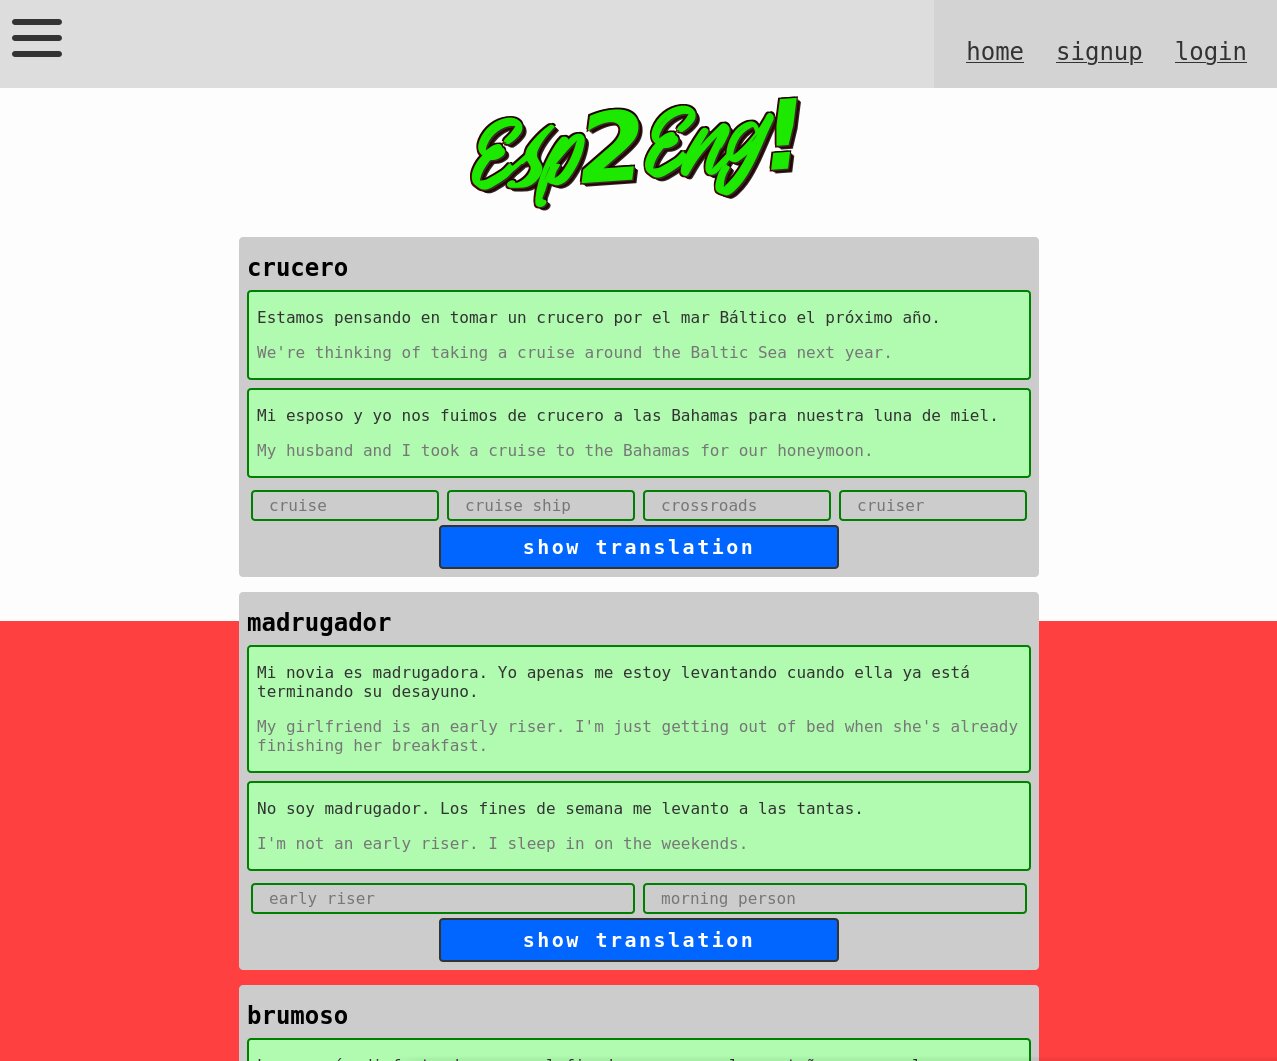 home signup login
Esp2Eng!
crucero
Estamos pensando en tomar un crucero por el mar Báltico el próximo año.
We're thinking of taking a cruise around the Baltic Sea next year.
Mi esposo y yo nos fuimos de crucero a las Bahamas para nuestra luna de miel.
My husband and I took a cruise to the Bahamas for our honeymoon.
cruise cruise ship crossroads cruiser
show translation
madrugador
Mi novia es madrugadora. Yo apenas me estoy levantando cuando ella ya está
terminando su desayuno.
My girlfriend is an early riser. I'm just getting out of bed when she's already
finishing her breakfast.
No soy madrugador. Los fines de semana me levanto a las tantas.
I'm not an early riser. I sleep in on the weekends.
early riser morning person
show translation
brumoso